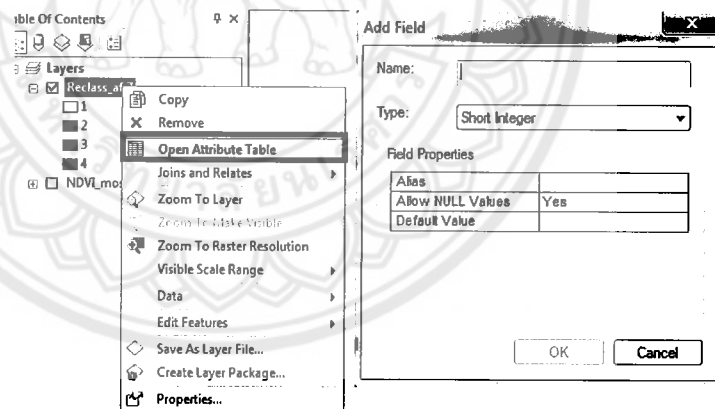 ble Of Contents
Layers
Reclass_af
1
2
3
4
NDVI_mos
Copy
Remove
Open Attribute Table
Joins and Relates
Zoom To Layer
Zoom To Make Visible
Zoom To Raster Resolution
Visible Scale Range
Data
Edit Features
Save As Layer File...
Create Layer Package...
Properties...
Add Field
Name:
Type: Short Integer
Field Properties
Alias
Allow NULL Values Yes
Default Value
OK Cancel